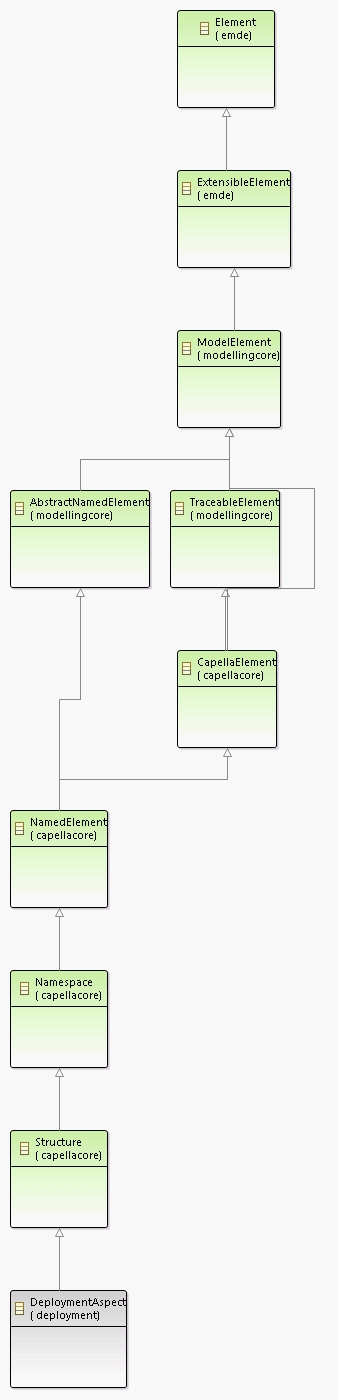 Element
( emde)
ExtensibleElement
( emde)
ModelElement
( modellingcore)
AbstractNamedElement
( modellingcore)
TraceableElement
( modellingcore)
CapellaElement
( capellacore)
NamedElement
( capellacore)
Namespace
( capellacore)
Structure
( capellacore)
DeploymentAspect
( deployment)